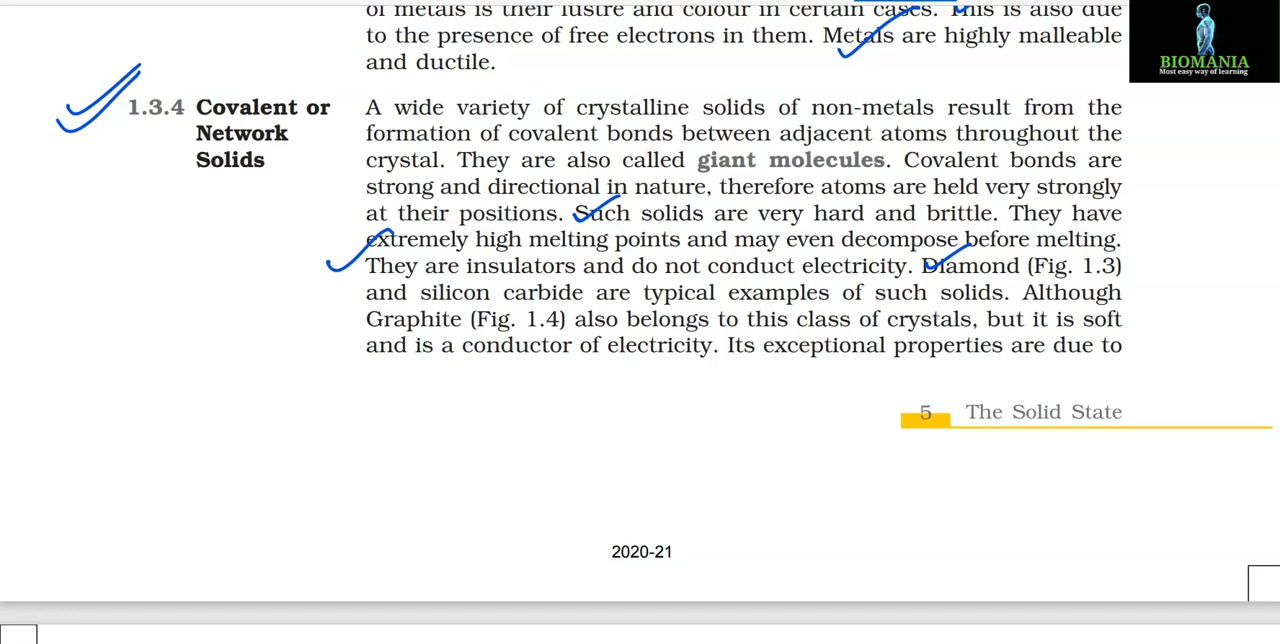 of metals is their lustre and colour in certain cases. This is also due
to the presence of free electrons in them. Metals are highly malleable
and ductile.
BIOMANIA
Most easy way of learning
1.3.4 Covalent or
Network
Solids
A wide variety of crystalline solids of non-metals result from the
formation of covalent bonds between adjacent atoms throughout the
crystal. They are also called giant molecules. Covalent bonds are
strong and directional in nature, therefore atoms are held very strongly
at their positions. Such solids are very hard and brittle. They have
extremely high melting points and may even decompose before melting.
They are insulators and do not conduct electricity. Diamond (Fig. 1.3)
and silicon carbide are typical examples of such solids. Although
Graphite (Fig. 1.4) also belongs to this class of crystals, but it is soft
and is a conductor of electricity. Its exceptional properties are due to
5 The Solid State
2020-21